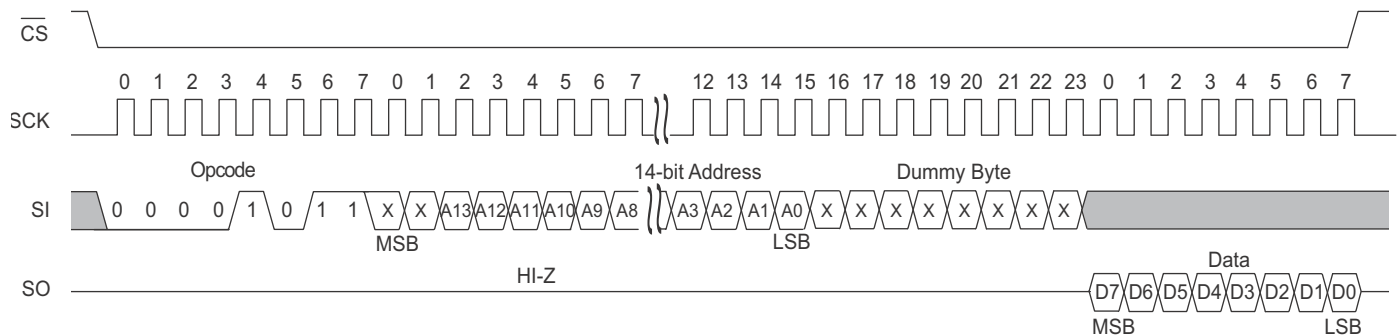 CS
0 1 2 3 4 5 6 7 0 1 2 3 4 5 6 7 12 13 14 15 16 17 18 19 20 21 22 23 0 1 2 3 4 5 6 7
SCK
Opcode 14-bit Address Dummy Byte
SI 0 0 0 0 1 0 1 1 X X A13 A12 A11 A10 A9 A8 A3 A2 A1 A0 X X X X X X X X
MSB LSB
HI-Z Data
SO D7 D6 D5 D4 D3 D2 D1 D0
MSB LSB